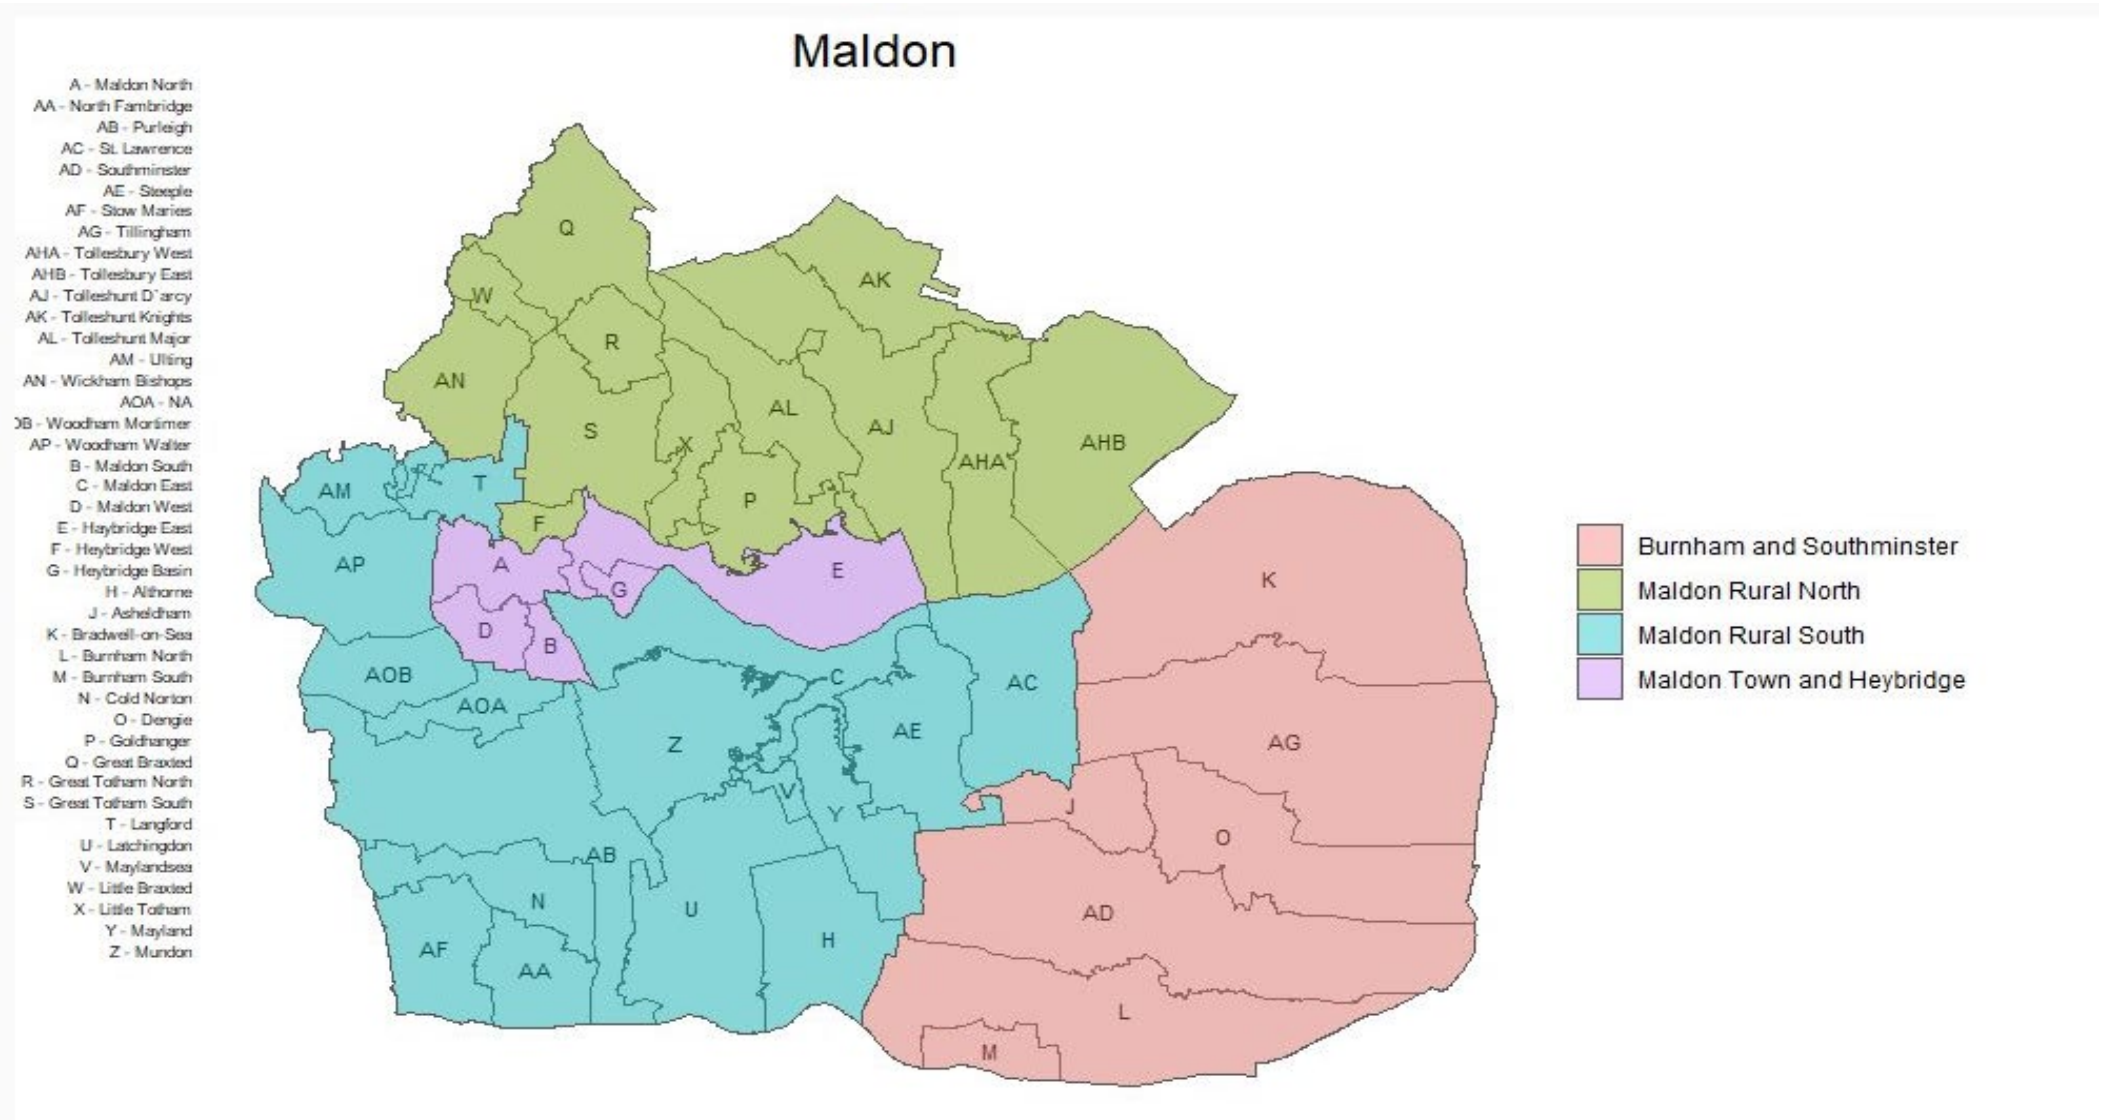 Maldon
A - Maldon North
AA - North Fambridge
AB - Purleigh
AC - St. Lawrence
AD - Southminster
AE - Steeple
AF - Stow Maries
AG - Tillingham
AHA - Tollesbury West
AHB - Tollesbury East
AJ - Tolleshunt D`arcy
AK - Tolleshunt Knights
AL - Tolleshunt Major
AM - Ulting
AN - Wickham Bishops
AOA - NA
OB - Woodham Mortimer
AP - Woodham Walter
B - Maldon South
C - Maldon East
D - Maldon West
E - Haybridge East
F - Heybridge West
G - Heybridge Basin
H - Althorne
J - Asheldham
K - Bradwell-on-Sea
L - Burnham North
M - Burnham South
N - Cold Norton
O - Dengie
P - Goldhanger
Q - Great Braxted
R - Great Totham North
S - Great Totham South
T - Langford
U - Latchingdon
V - Maylandsea
W - Little Braxted
X - Little Totham
Y - Mayland
Z - Mundon
Q
AK
W
R
AN
AL
AJ
S
X
AHA
AHB
AM
T
P
F
AP
A
E
G
K
D
B
AOB
C
AC
AOA
Z
AE
AG
V
Y
J
O
AB
N
U
AD
H
AF
AA
L
M
Burnham and Southminster
Maldon Rural North
Maldon Rural South
Maldon Town and Heybridge